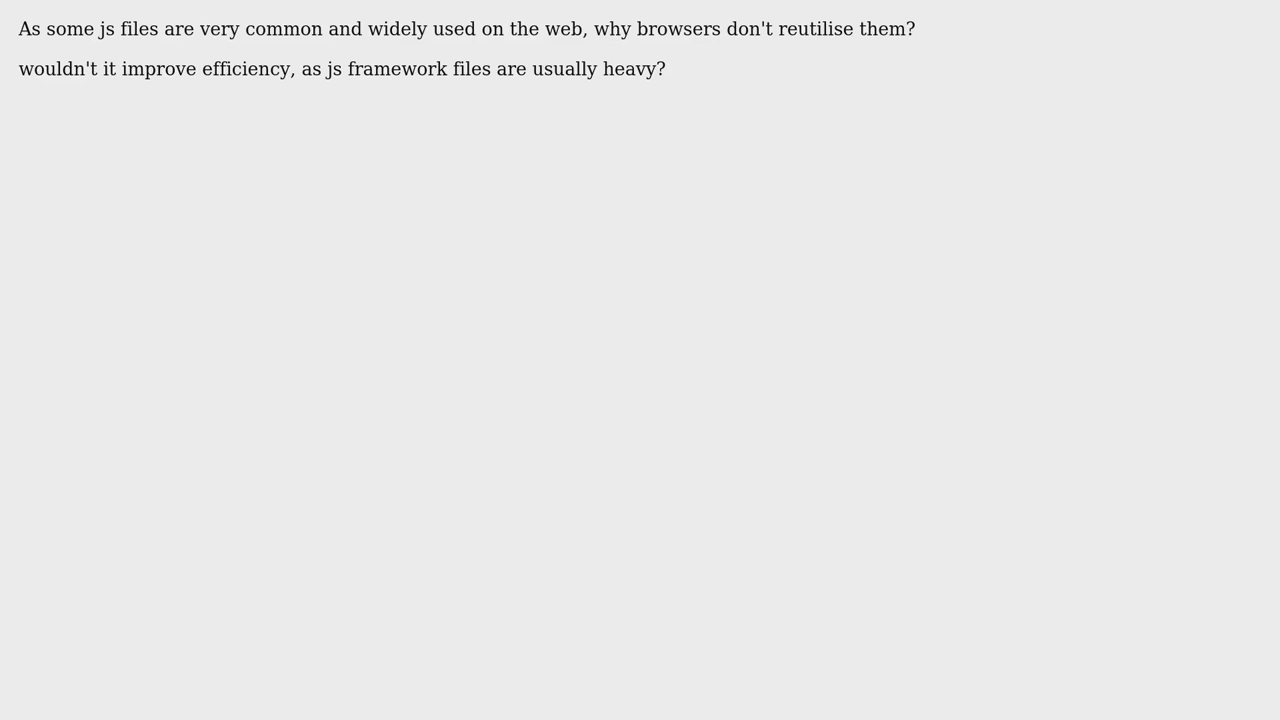 As some js files are very common and widely used on the web, why browsers don't reutilise them?
wouldn't it improve efficiency, as js framework files are usually heavy?